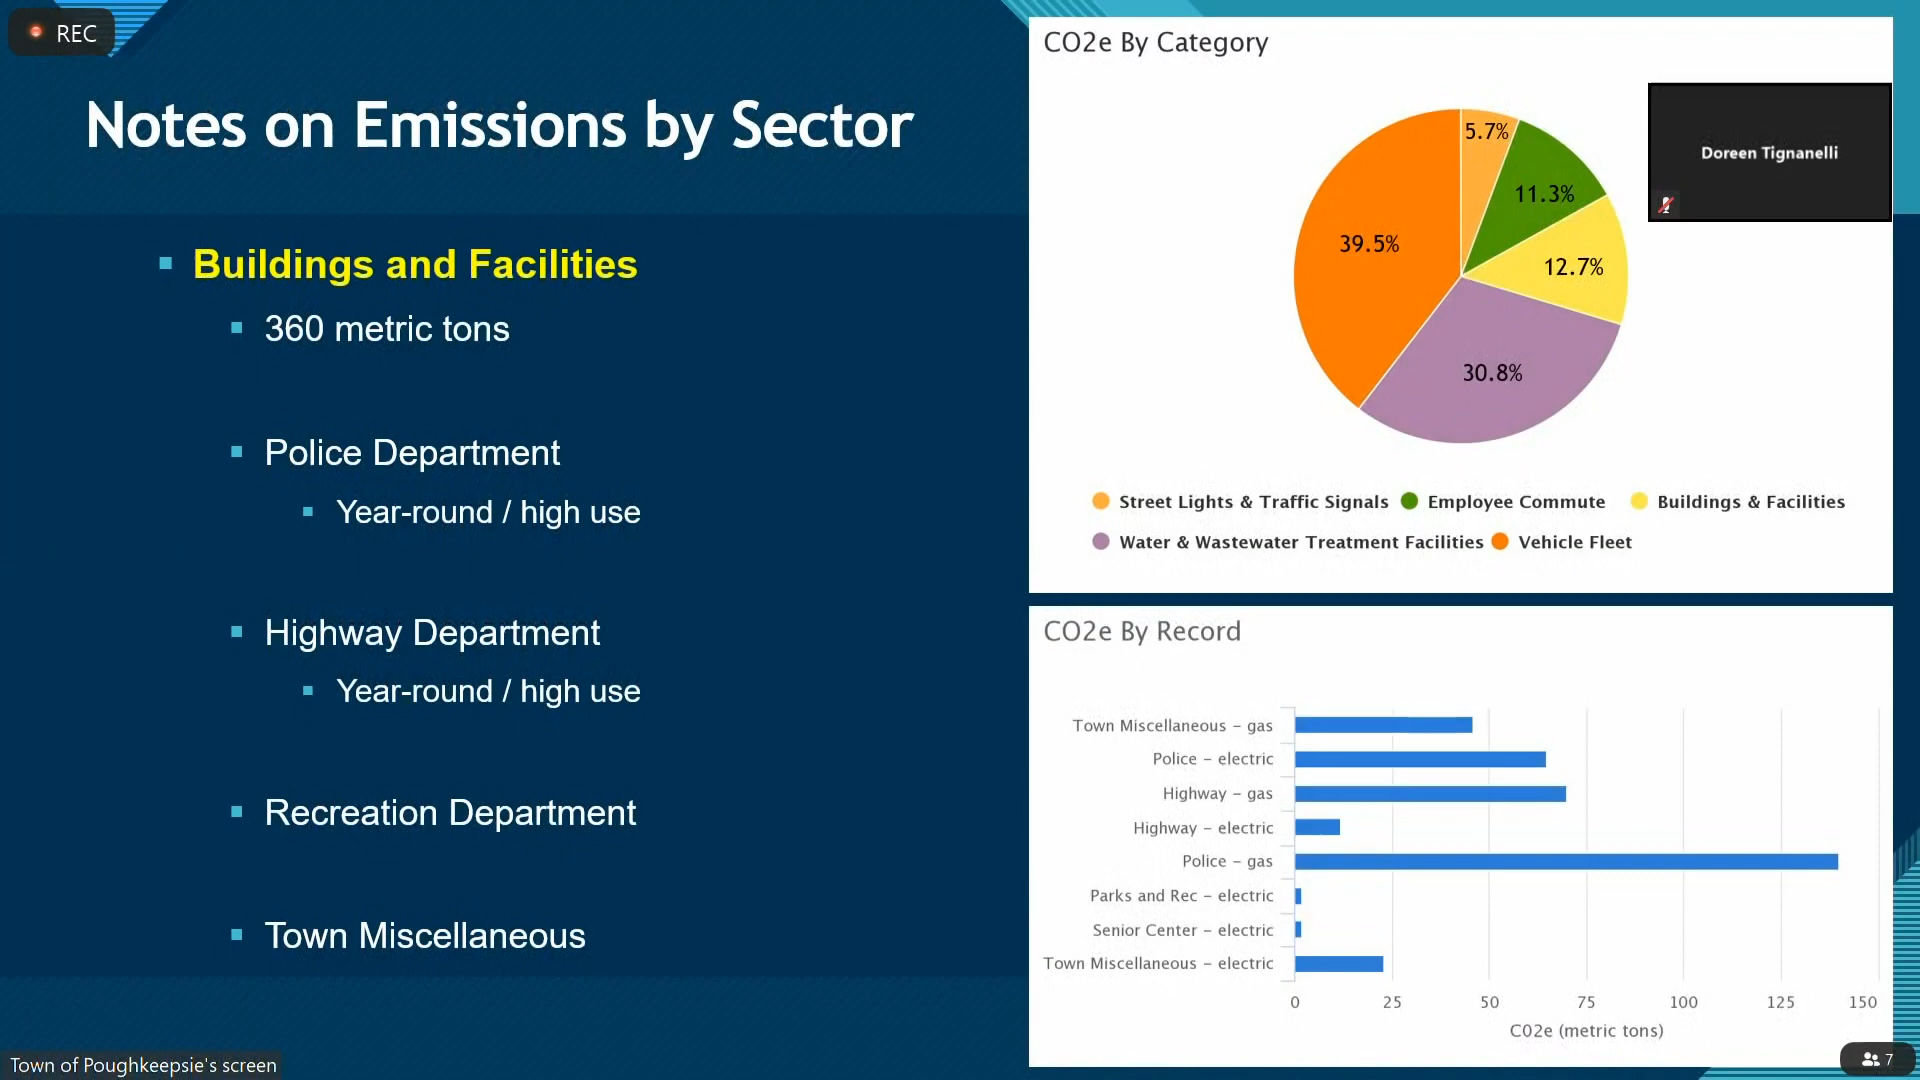 REC
Notes on Emissions by Sector
Buildings and Facilities
360 metric tons
Police Department
Year-round / high use
Highway Department
Year-round / high use
Recreation Department
Town Miscellaneous
CO2e By Category
5.7%
11.3%
12.7%
30.8%
39.5%
Street Lights & Traffic Signals Employee Commute Buildings & Facilities
Water & Wastewater Treatment Facilities Vehicle Fleet
Doreen Tignanelli
CO2e By Record
Town Miscellaneous - gas
Police - electric
Highway - gas
Highway - electric
Police - gas
Parks and Rec - electric
Senior Center - electric
Town Miscellaneous - electric
0 25 50 75 100 125 150
C02e (metric tons)
Town of Poughkeepsie's screen
7